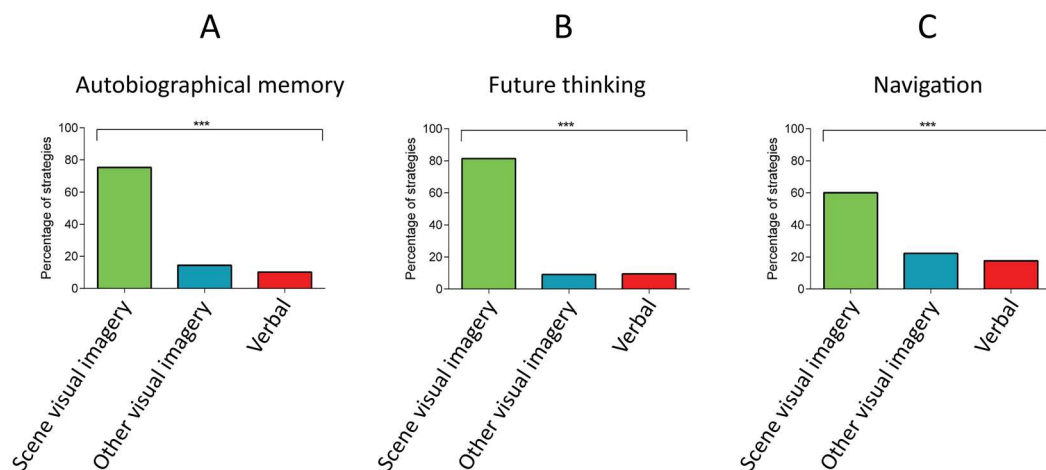 A
Autobiographical memory
***
Percentage of strategies
100
80
60
40
20
0
Scene visual imagery
Other visual imagery
Verbal
B
Future thinking
***
Percentage of strategies
100
80
60
40
20
0
Scene visual imagery
Other visual imagery
Verbal
C
Navigation
***
Percentage of strategies
100
80
60
40
20
0
Scene visual imagery
Other visual imagery
Verbal